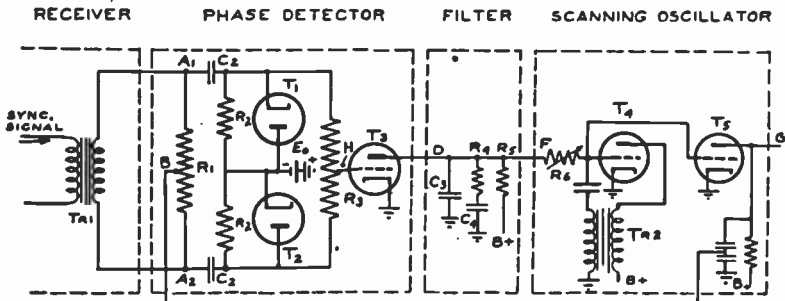 RECEIVER PHASE DETECTOR FILTER SCANNING OSCILLATOR
A1 C2
T1
SYNC. SIGNAL
R2 E0 - +
H T3
T4 T5
B R1
D R4 R5
F R6
G
TR1
R2
R3
C3 C4
T2
TR2
B+
A2 C2
B+ B+